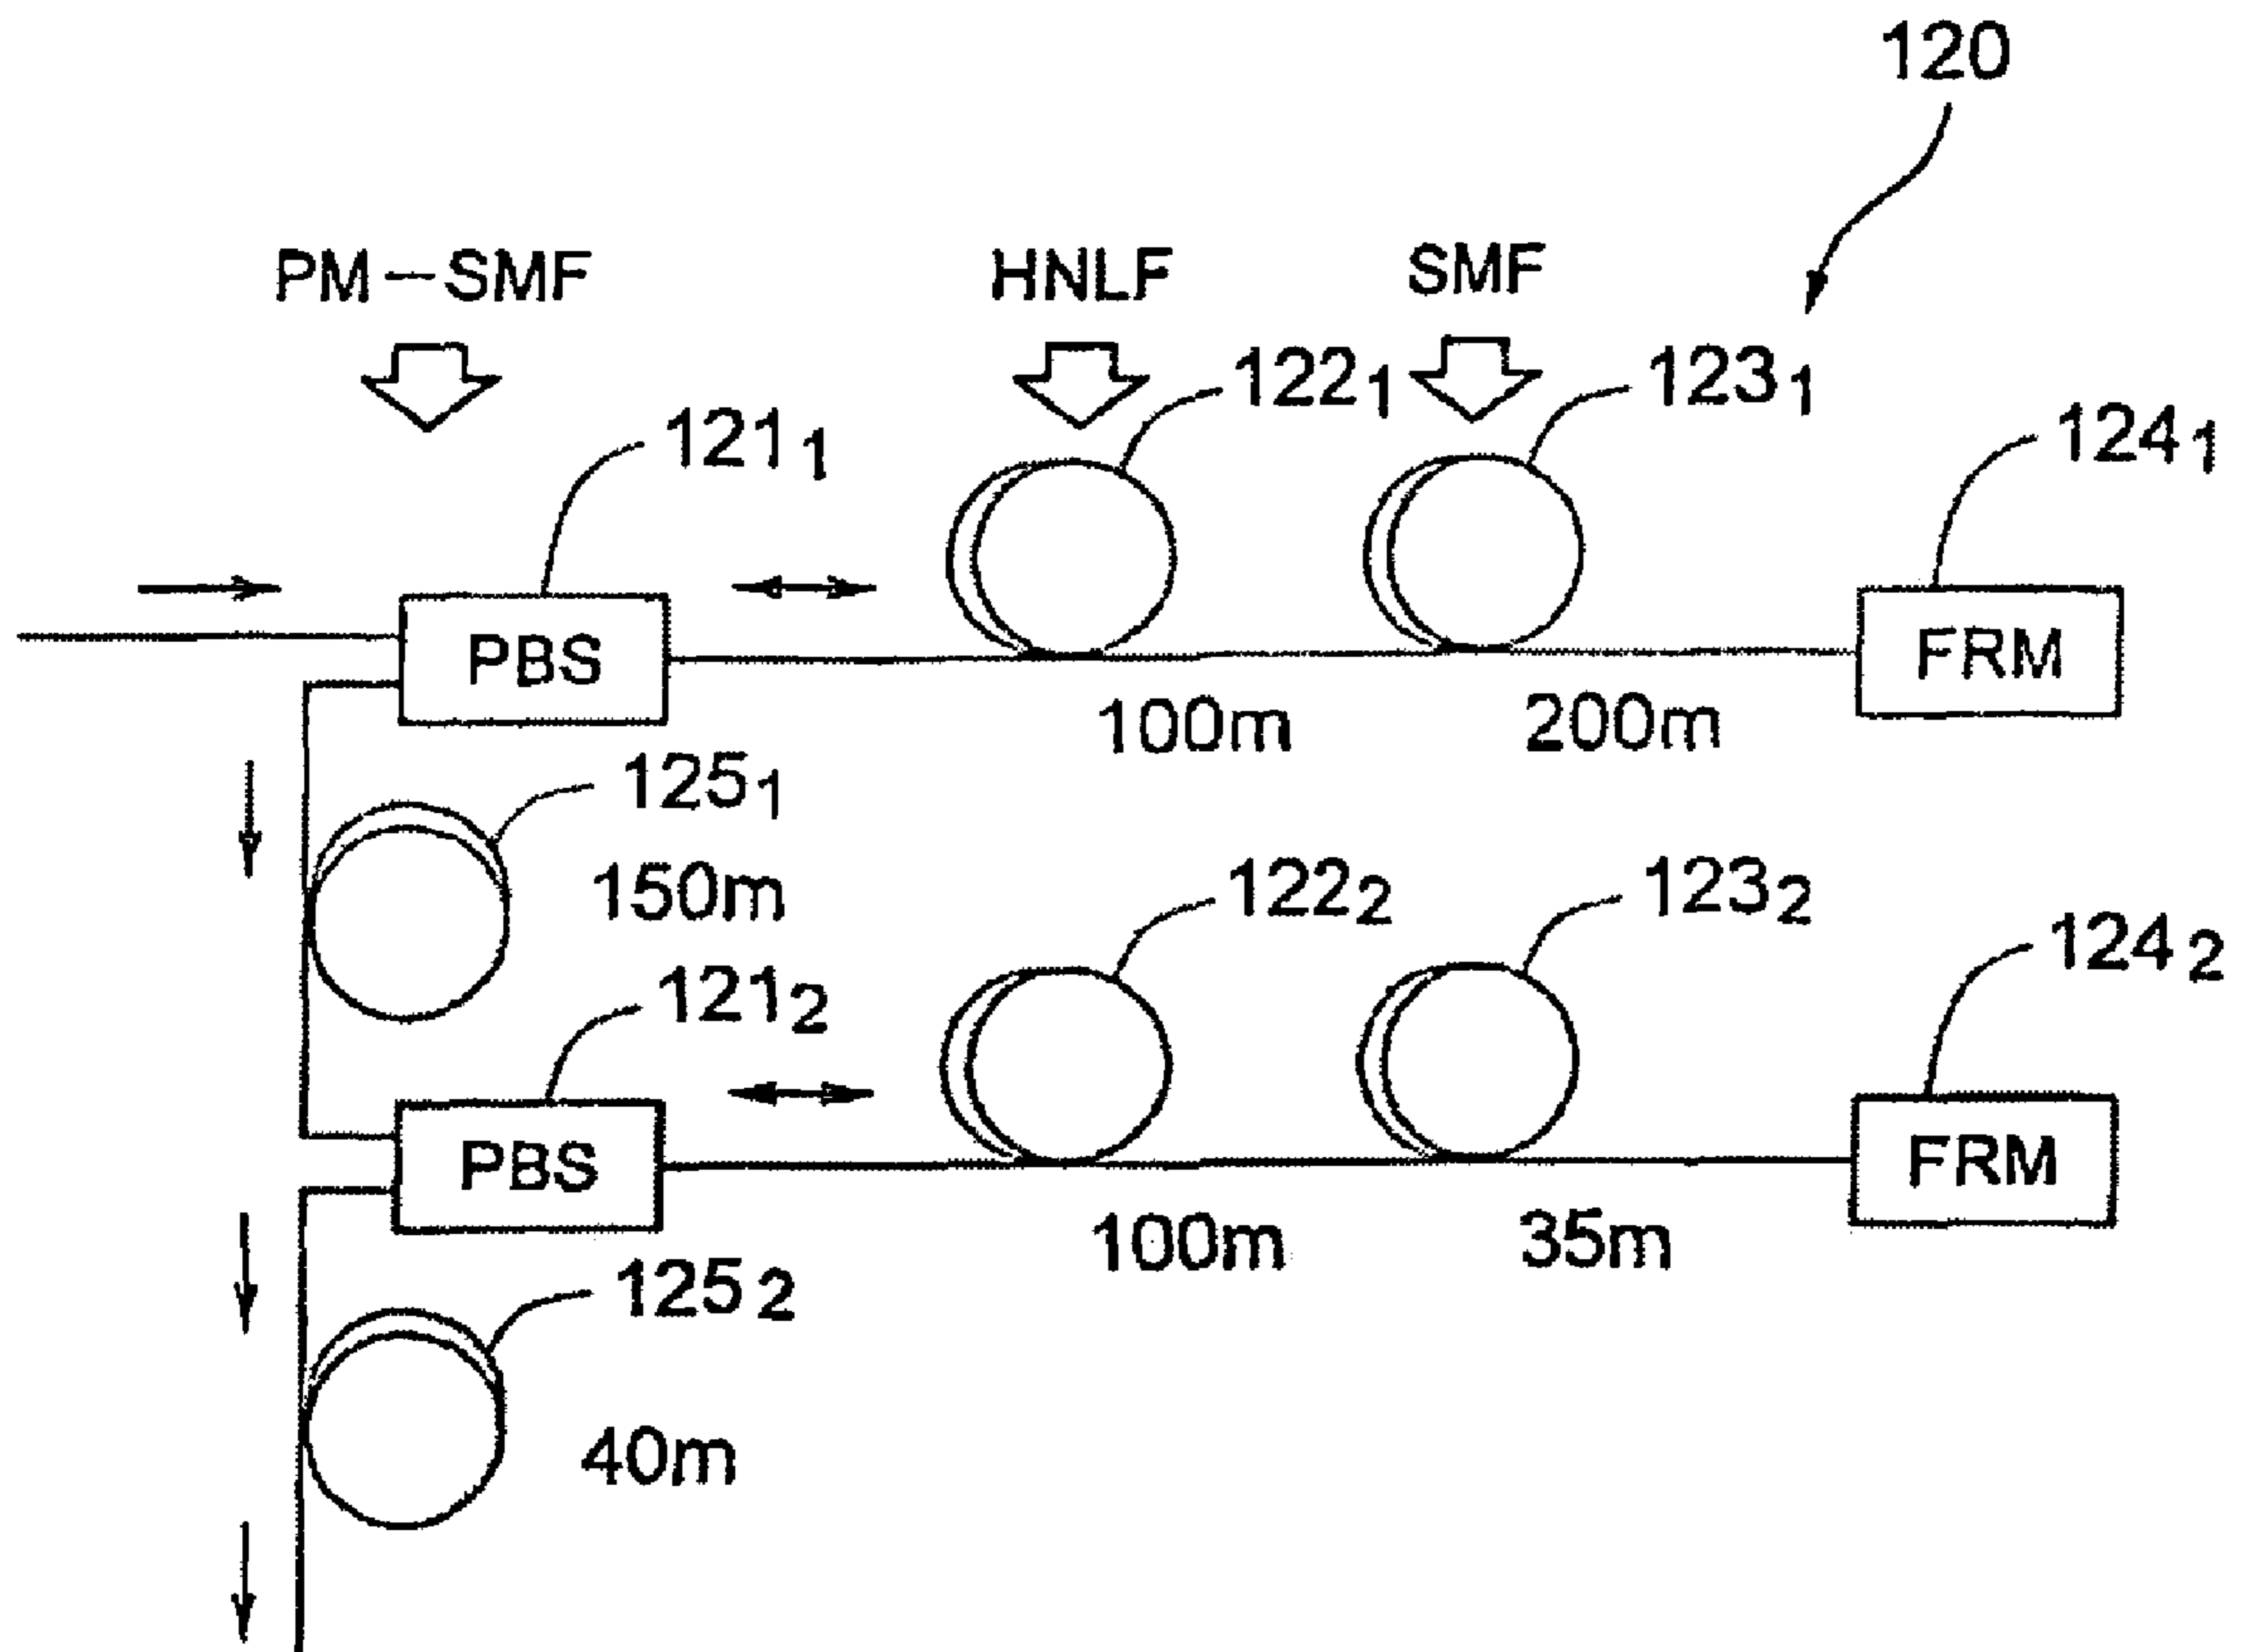 120
PM-SMF HNLF SMF
122₁ 123₁
121₁ 124₁
PBS FRM
100m 200m
125₁
150m 122₂ 123₂
121₂ 124₂
PBS FRM
100m 35m
125₂
40m